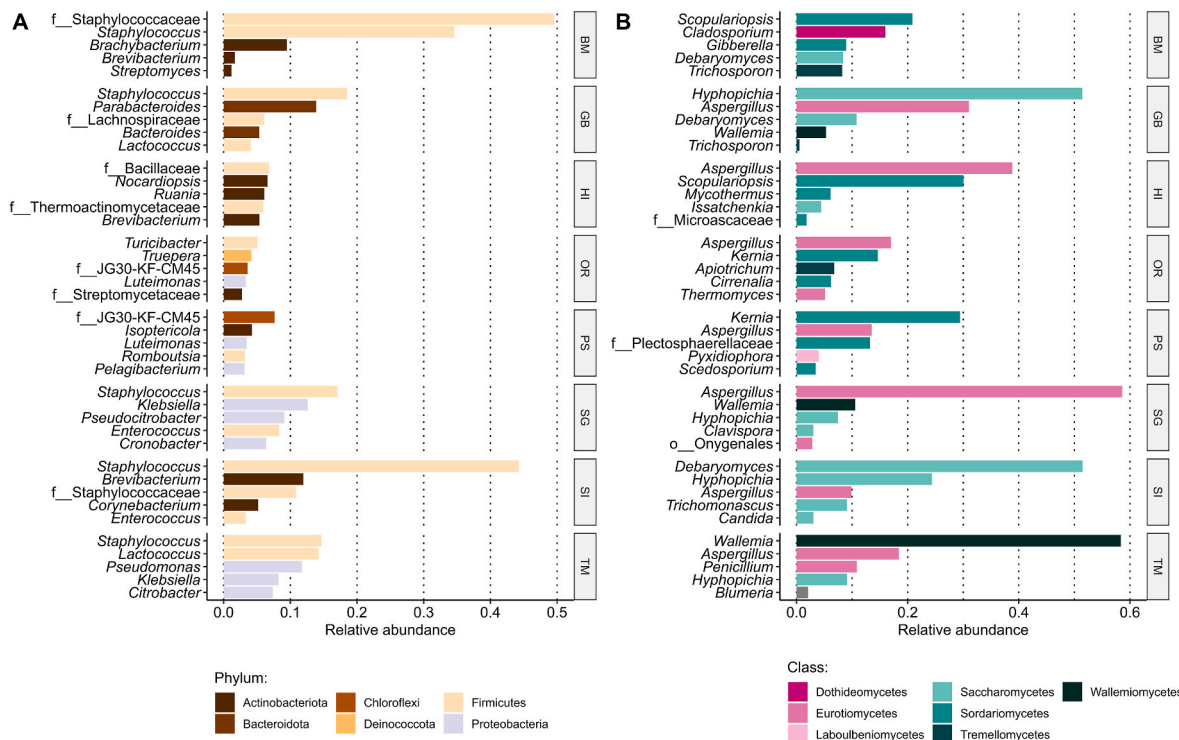 A
f__Staphylococcaceae
Staphylococcus
Brachybacterium
Brevibacterium
Streptomyces
BM
Staphylococcus
Parabacteroides
f__Lachnospiraceae
Bacteroides
Lactococcus
GB
f__Bacillaceae
Nocardiopsis
Ruania
f__Thermoactinomycetaceae
Brevibacterium
HI
Turicibacter
Truepera
f__JG30-KF-CM45
Luteimonas
f__Streptomycetaceae
OR
f__JG30-KF-CM45
Isoptericola
Luteimonas
Romboutsia
Pelagibacterium
PS
Staphylococcus
Klebsiella
Pseudocitrobacter
Enterococcus
Cronobacter
SG
Staphylococcus
Brevibacterium
f__Staphylococcaceae
Corynebacterium
Enterococcus
SI
Staphylococcus
Lactococcus
Pseudomonas
Klebsiella
Citrobacter
TM
0.0 0.1 0.2 0.3 0.4 0.5
Relative abundance
Phylum:
Actinobacteriota Chloroflexi Firmicutes
Bacteroidota Deinococcota Proteobacteria
B
Scopulariopsis
Cladosporium
Gibberella
Debaryomyces
Trichosporon
BM
Hyphopichia
Aspergillus
Debaryomyces
Wallemia
Trichosporon
GB
Aspergillus
Scopulariopsis
Mycothermus
Issatchenkia
f__Microascaceae
HI
Aspergillus
Kernia
Apiotrichum
Cirrenalia
Thermomyces
OR
Kernia
Aspergillus
f__Plectosphaerellaceae
Pyxidiophora
Scedosporium
PS
Aspergillus
Wallemia
Hyphopichia
Clavispora
o__Onygenales
SG
Debaryomyces
Hyphopichia
Aspergillus
Trichomonascus
Candida
SI
Wallemia
Aspergillus
Penicillium
Hyphopichia
Blumeria
TM
0.0 0.2 0.4 0.6
Relative abundance
Class:
Dothideomycetes Saccharomycetes Wallemiomycetes
Eurotiomycetes Sordariomycetes
Laboulbeniomycetes Tremellomycetes